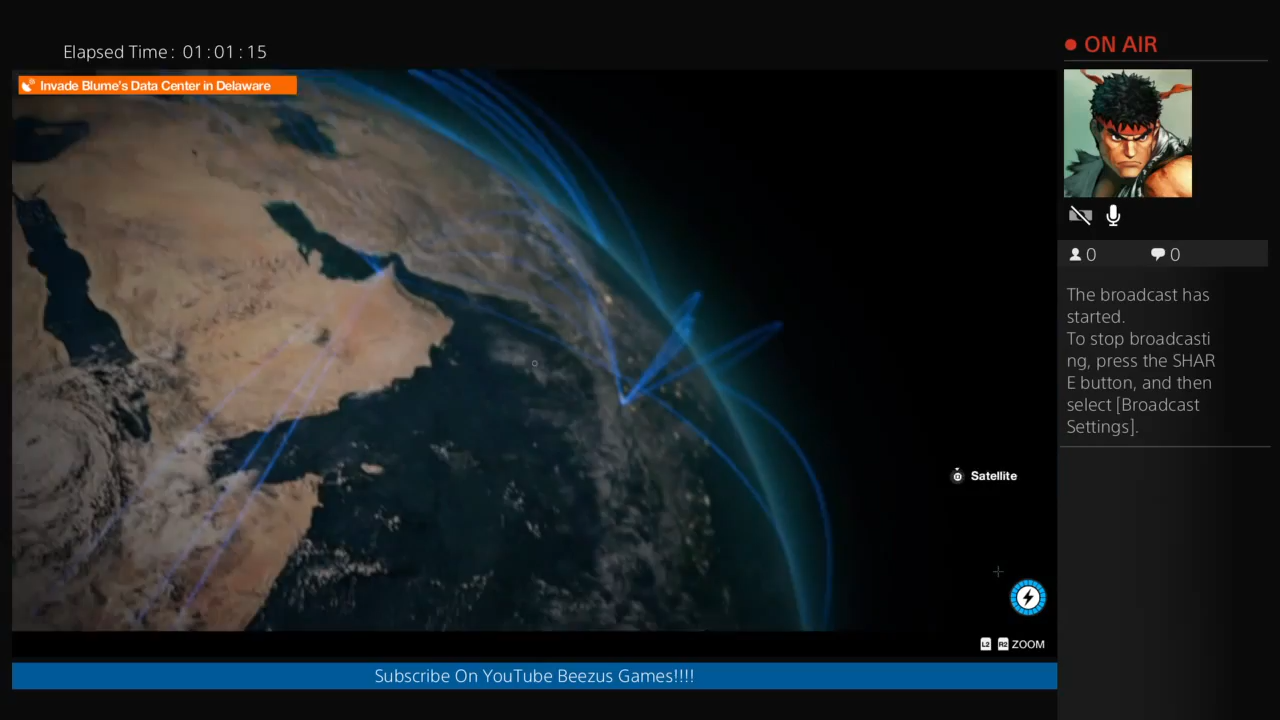 Elapsed Time: 01:01:15
ON AIR
Invade Blume's Data Center in Delaware
0 0
The broadcast has
started.
To stop broadcasti
ng, press the SHAR
E button, and then
select [Broadcast
Settings].
Satellite
L2 R2 ZOOM
Subscribe On YouTube Beezus Games!!!!